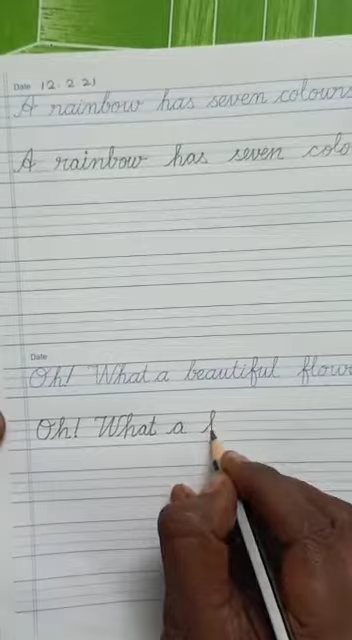 Date 12.2.21
A rainbow has seven colours
A rainbow has seven colo
Date
Oh! What a beautiful flow
Oh! What a